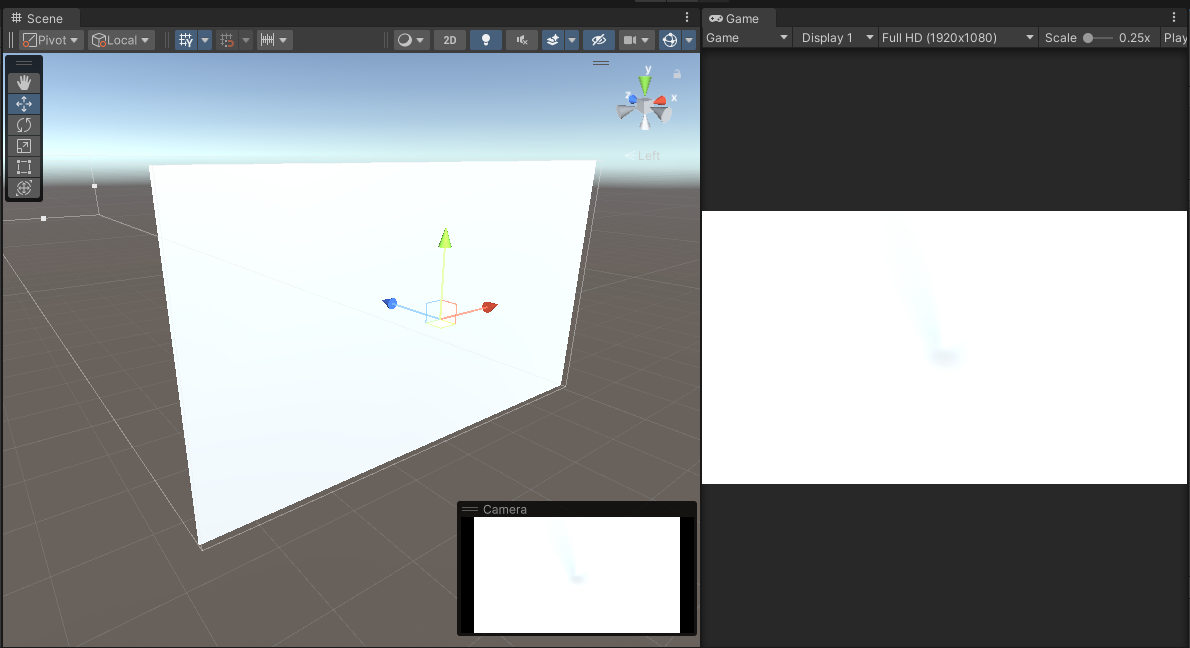 Scene
Game
Pivot
Local
2D
Game
Display 1
Full HD (1920x1080)
Scale
0.25x
Play
y
z
x
Left
Camera